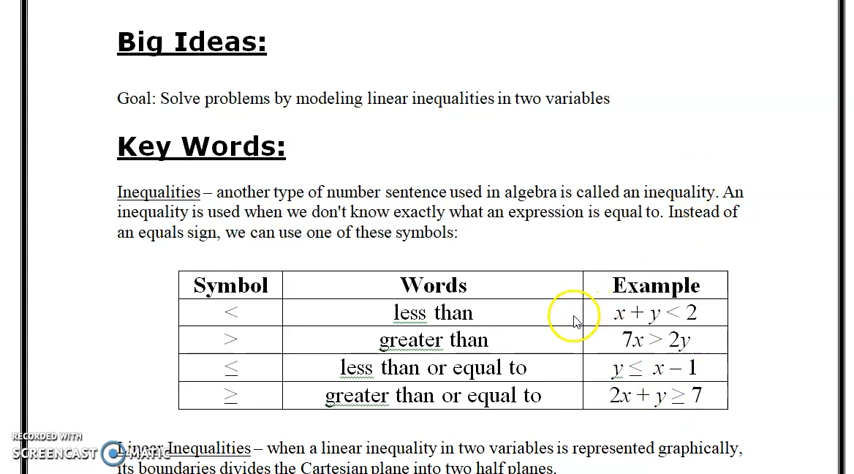 Big Ideas:
Goal: Solve problems by modeling linear inequalities in two variables
Key Words:
Inequalities – another type of number sentence used in algebra is called an inequality. An
inequality is used when we don't know exactly what an expression is equal to. Instead of
an equals sign, we can use one of these symbols:
Symbol Words Example
< less than x + y < 2
> greater than 7x > 2y
≤ less than or equal to y ≤ x – 1
≥ greater than or equal to 2x + y ≥ 7
RECORDED WITH
SCREENCAST MATIC
Linear Inequalities – when a linear inequality in two variables is represented graphically,
its boundaries divides the Cartesian plane into two half planes.